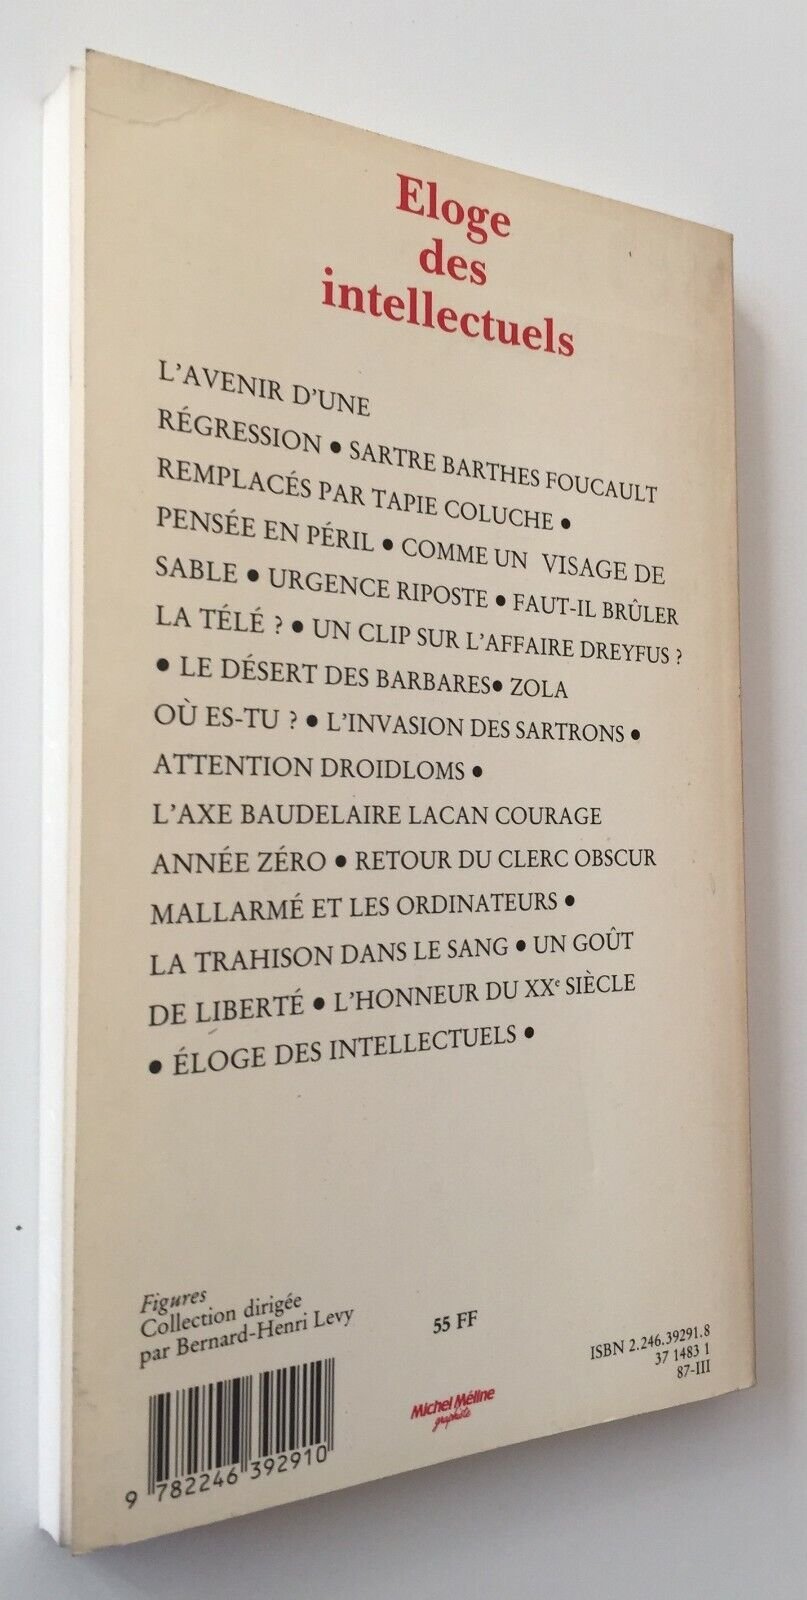 Eloge
des
intellectuels
L'AVENIR D'UNE
RÉGRESSION • SARTRE BARTHES FOUCAULT
REMPLACÉS PAR TAPIE COLUCHE •
PENSÉE EN PÉRIL • COMME UN VISAGE DE
SABLE • URGENCE RIPOSTE • FAUT-IL BRÛLER
LA TÉLÉ ? • UN CLIP SUR L'AFFAIRE DREYFUS ?
• LE DÉSERT DES BARBARES• ZOLA
OÙ ES-TU ? • L'INVASION DES SARTRONS •
ATTENTION DROIDLOMS •
L'AXE BAUDELAIRE LACAN COURAGE
ANNÉE ZÉRO • RETOUR DU CLERC OBSCUR
MALLARMÉ ET LES ORDINATEURS •
LA TRAHISON DANS LE SANG • UN GOÛT
DE LIBERTÉ • L'HONNEUR DU XXe SIÈCLE
• ÉLOGE DES INTELLECTUELS •
Figures
Collection dirigée
par Bernard-Henri Levy
55 FF
ISBN 2.246.39291.8
37 1483 1
87-III
Michel Méline
graphiste
9 782246 392910